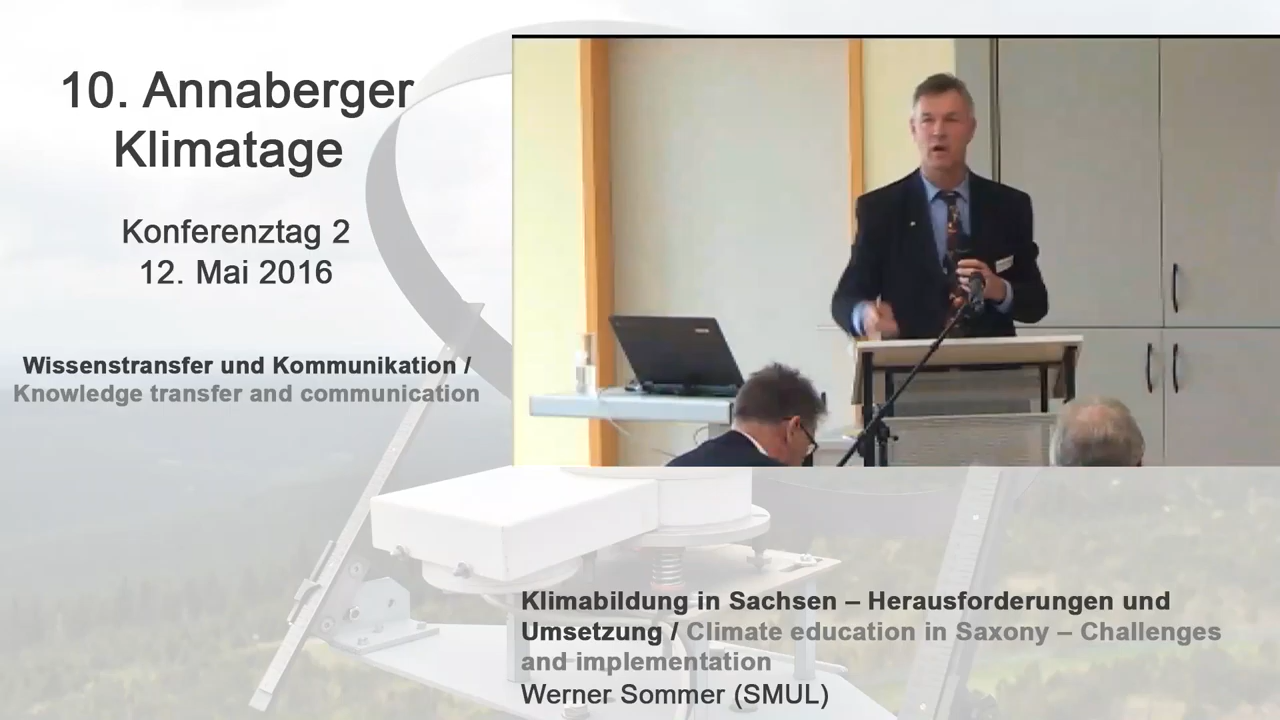 10. Annaberger
Klimatage
Konferenztag 2
12. Mai 2016
Wissenstransfer und Kommunikation /
Knowledge transfer and communication
Klimabildung in Sachsen – Herausforderungen und
Umsetzung / Climate education in Saxony – Challenges
and implementation
Werner Sommer (SMUL)